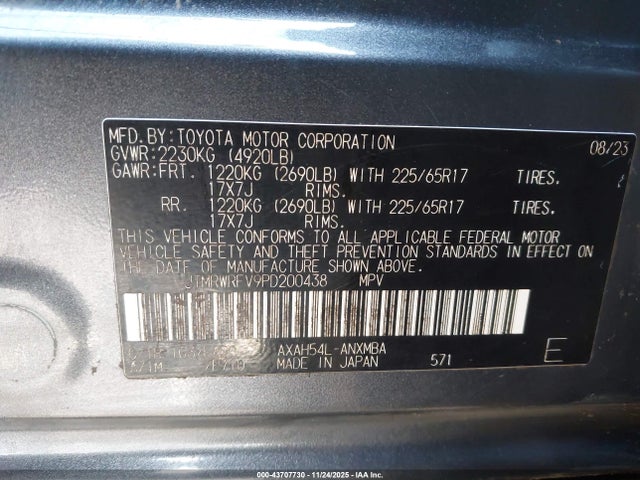 MFD. BY: TOYOTA MOTOR CORPORATION 08/23
GVWR: 2230KG (4920LB)
GAWR: FRT. 1220KG (2690LB) WITH 225/65R17 TIRES.
17X7J RIMS.
RR. 1220KG (2690LB) WITH 225/65R17 TIRES.
17X7J RIMS.
THIS VEHICLE CONFORMS TO ALL APPLICABLE FEDERAL MOTOR
VEHICLE SAFETY AND THEFT PREVENTION STANDARDS IN EFFECT ON
THE DATE OF MANUFACTURE SHOWN ABOVE.
JTMRWRFV9PD200438 MPV
AXAH54L-ANXMBA
A/TM MADE IN JAPAN 571 E
000-43707730 - 11/24/2025 - IAA Inc.